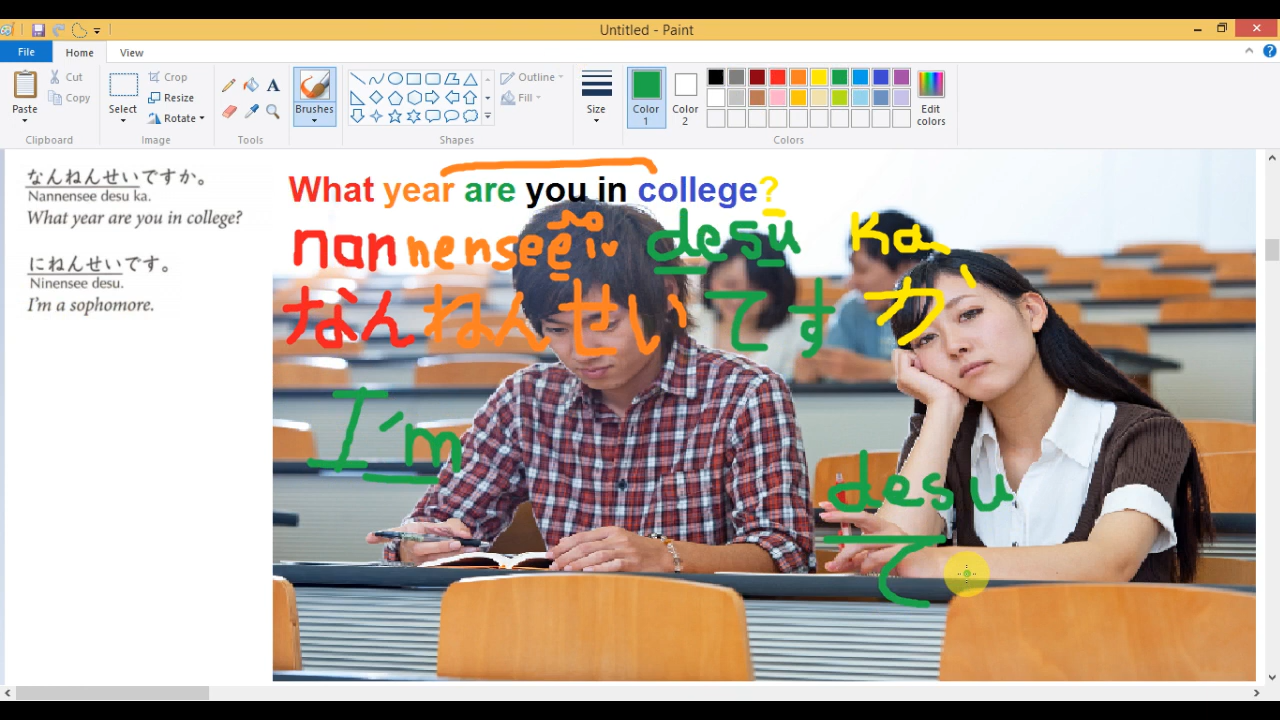 Untitled - Paint
File Home View
Paste Cut Copy Clipboard
Select Crop Resize Rotate Image
Tools
Brushes
Shapes Outline Fill
Size
Color 1 Color 2 Edit colors Colors
なんねんせいですか。
Nannensee desu ka.
What year are you in college?
にねんせいです。
Ninensee desu.
I'm a sophomore.
What year are you in college?
nannensee i desu ka
なんねんせい てす か
I'm
desu
て